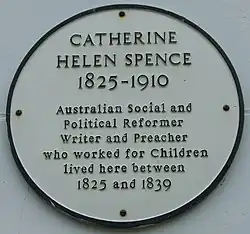 CATHERINE
HELEN SPENCE
1825-1910
Australian Social and
Political Reformer
Writer and Preacher
who worked for Children
lived here between
1825 and 1839